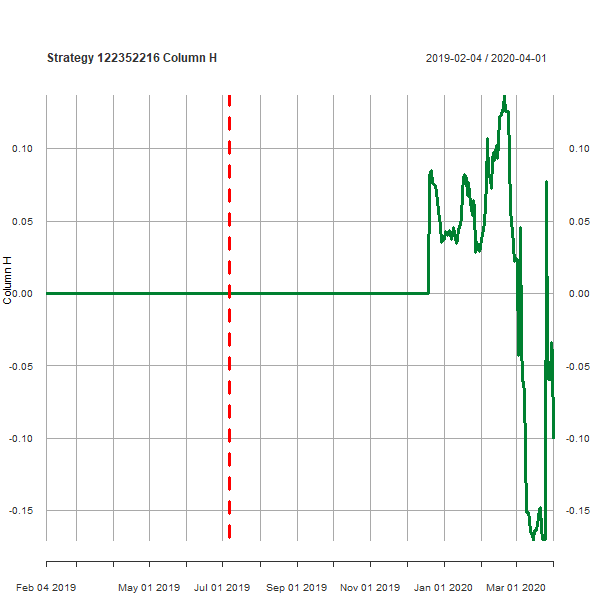 Strategy 122352216 Column H
2019-02-04 / 2020-04-01
Column H
0.10 0.10
0.05 0.05
0.00 0.00
-0.05 -0.05
-0.10 -0.10
-0.15 -0.15
Feb 04 2019 May 01 2019 Jul 01 2019 Sep 01 2019 Nov 01 2019 Jan 01 2020 Mar 01 2020